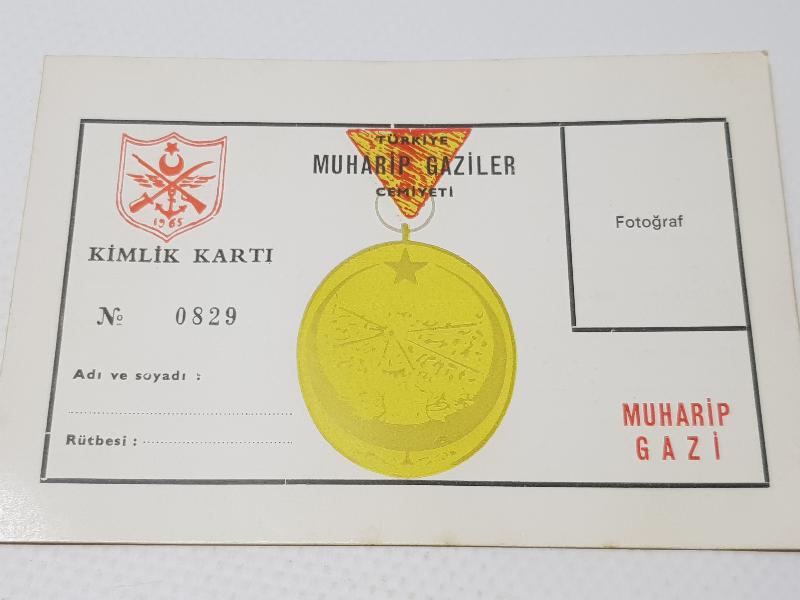 TÜRKİYE
MUHARİP GAZİLER
CEMİYETİ
1965
KİMLİK KARTI
№ 0829
Adı ve soyadı :
Rütbesi :
Fotoğraf
MUHARİP
GAZİ